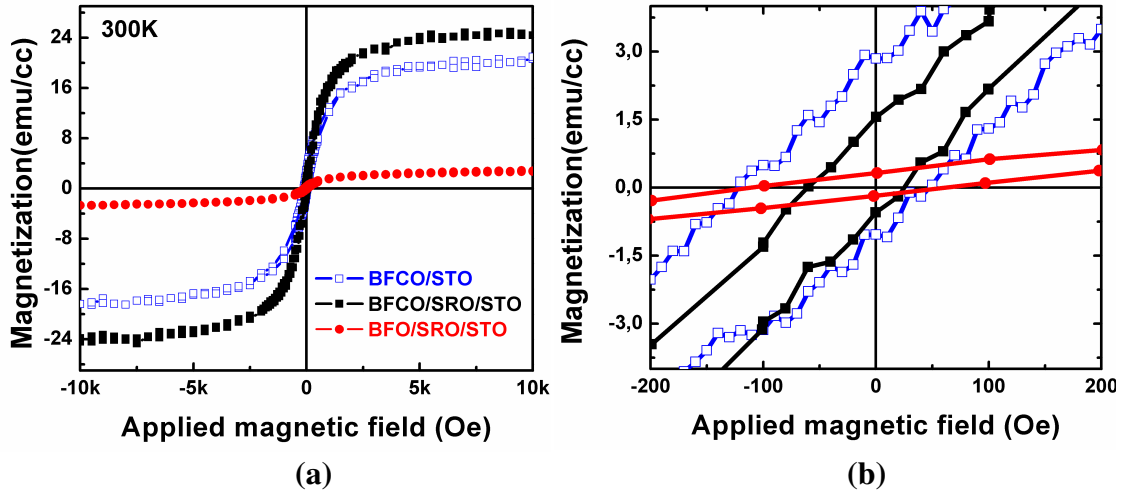 (a)
300K
24
16
8
0
-8
-16
-24
Magnetization(emu/cc)
BFCO/STO
BFCO/SRO/STO
BFO/SRO/STO
-10k -5k 0 5k 10k
Applied magnetic field (Oe)
(a)
(b)
3,0
1,5
0,0
-1,5
-3,0
Magnetization(emu/cc)
-200 -100 0 100 200
Applied magnetic field (Oe)
(b)